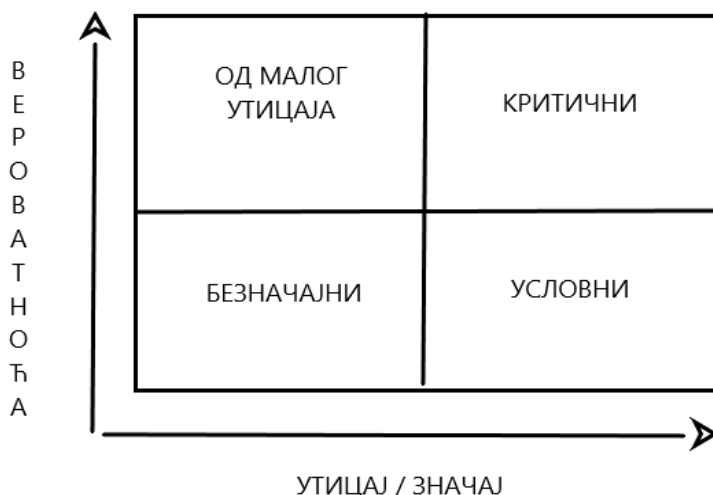 ВЕРОВАТНОЋА
ОД МАЛОГ
УТИЦАЈА
КРИТИЧНИ
БЕЗНАЧАЈНИ
УСЛОВНИ
УТИЦАЈ / ЗНАЧАЈ